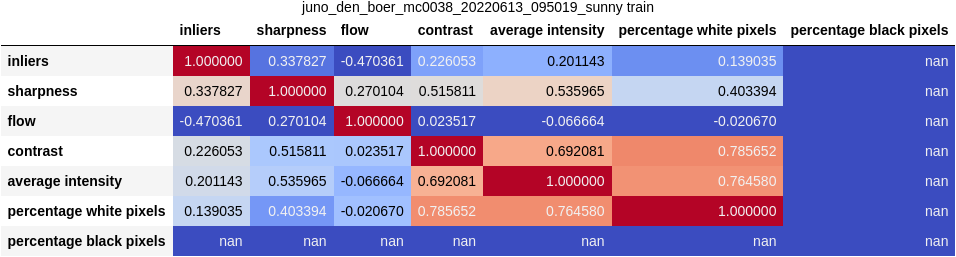 juno_den_boer_mc0038_20220613_095019_sunny train
inliers sharpness flow contrast average intensity percentage white pixels percentage black pixels
inliers 1.000000 0.337827 -0.470361 0.226053 0.201143 0.139035 nan
sharpness 0.337827 1.000000 0.270104 0.515811 0.535965 0.403394 nan
flow -0.470361 0.270104 1.000000 0.023517 -0.066664 -0.020670 nan
contrast 0.226053 0.515811 0.023517 1.000000 0.692081 0.785652 nan
average intensity 0.201143 0.535965 -0.066664 0.692081 1.000000 0.764580 nan
percentage white pixels 0.139035 0.403394 -0.020670 0.785652 0.764580 1.000000 nan
percentage black pixels nan nan nan nan nan nan nan